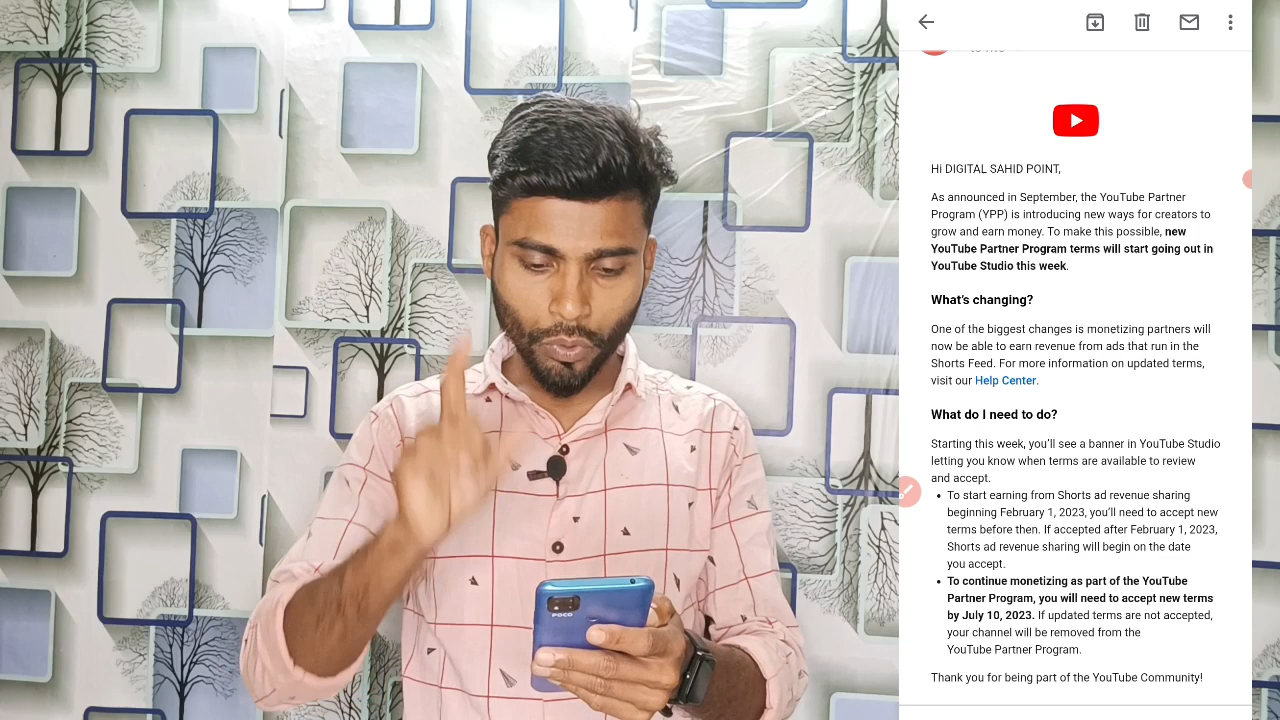 Hi DIGITAL SAHID POINT,
As announced in September, the YouTube Partner
Program (YPP) is introducing new ways for creators to
grow and earn money. To make this possible, new
YouTube Partner Program terms will start going out in
YouTube Studio this week.
What’s changing?
One of the biggest changes is monetizing partners will
now be able to earn revenue from ads that run in the
Shorts Feed. For more information on updated terms,
visit our Help Center.
What do I need to do?
Starting this week, you’ll see a banner in YouTube Studio
letting you know when terms are available to review
and accept.
• To start earning from Shorts ad revenue sharing
beginning February 1, 2023, you’ll need to accept new
terms before then. If accepted after February 1, 2023,
Shorts ad revenue sharing will begin on the date
you accept.
• To continue monetizing as part of the YouTube
Partner Program, you will need to accept new terms
by July 10, 2023. If updated terms are not accepted,
your channel will be removed from the
YouTube Partner Program.
Thank you for being part of the YouTube Community!
POCO